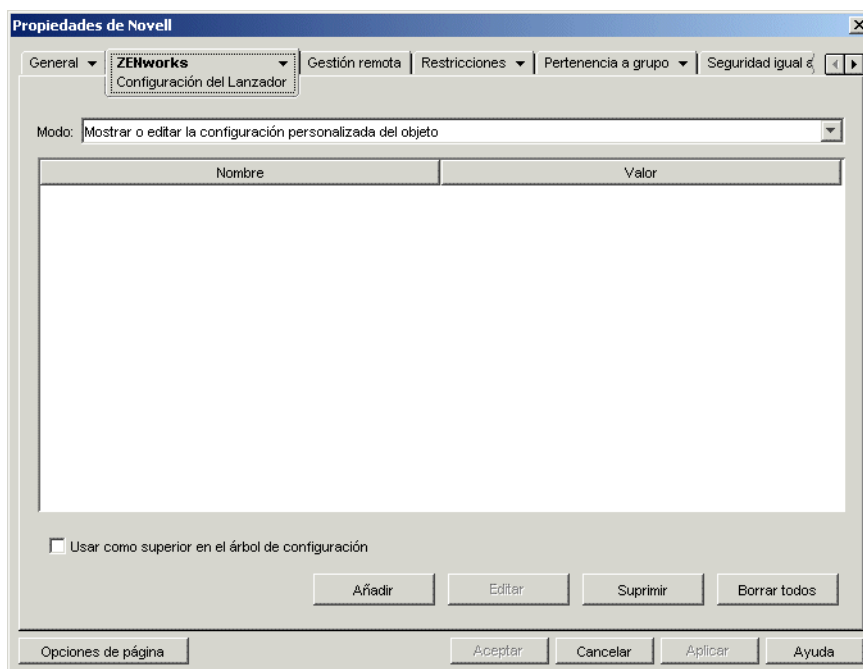 Propiedades de Novell
General ZENworks Gestión remota Restricciones Pertenencia a grupo Seguridad igual
Configuración del Lanzador
Modo: Mostrar o editar la configuración personalizada del objeto
Nombre Valor
Usar como superior en el árbol de configuración
Añadir Editar Suprimir Borrar todos
Opciones de página Aceptar Cancelar Aplicar Ayuda